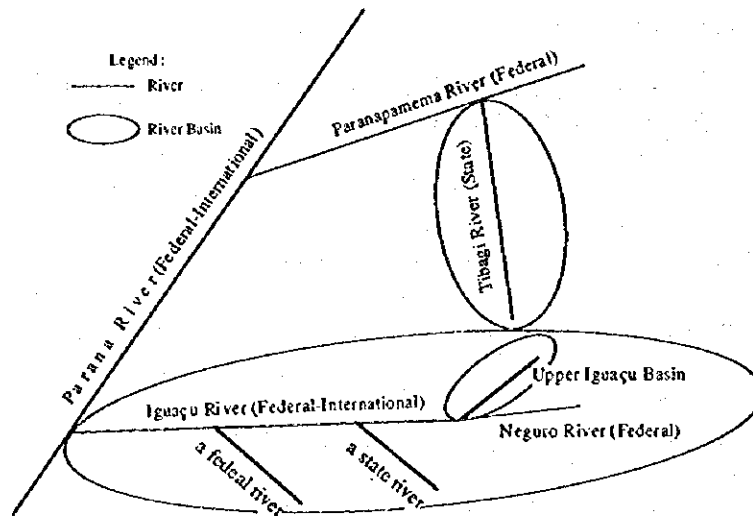 Legend :
River
River Basin
Paranapamema River (Federal)
Parana River (Federal-International)
Tibagi River (State)
Upper Iguaçu Basin
Iguaçu River (Federal-International)
Neguro River (Federal)
a fedeal river
a state river